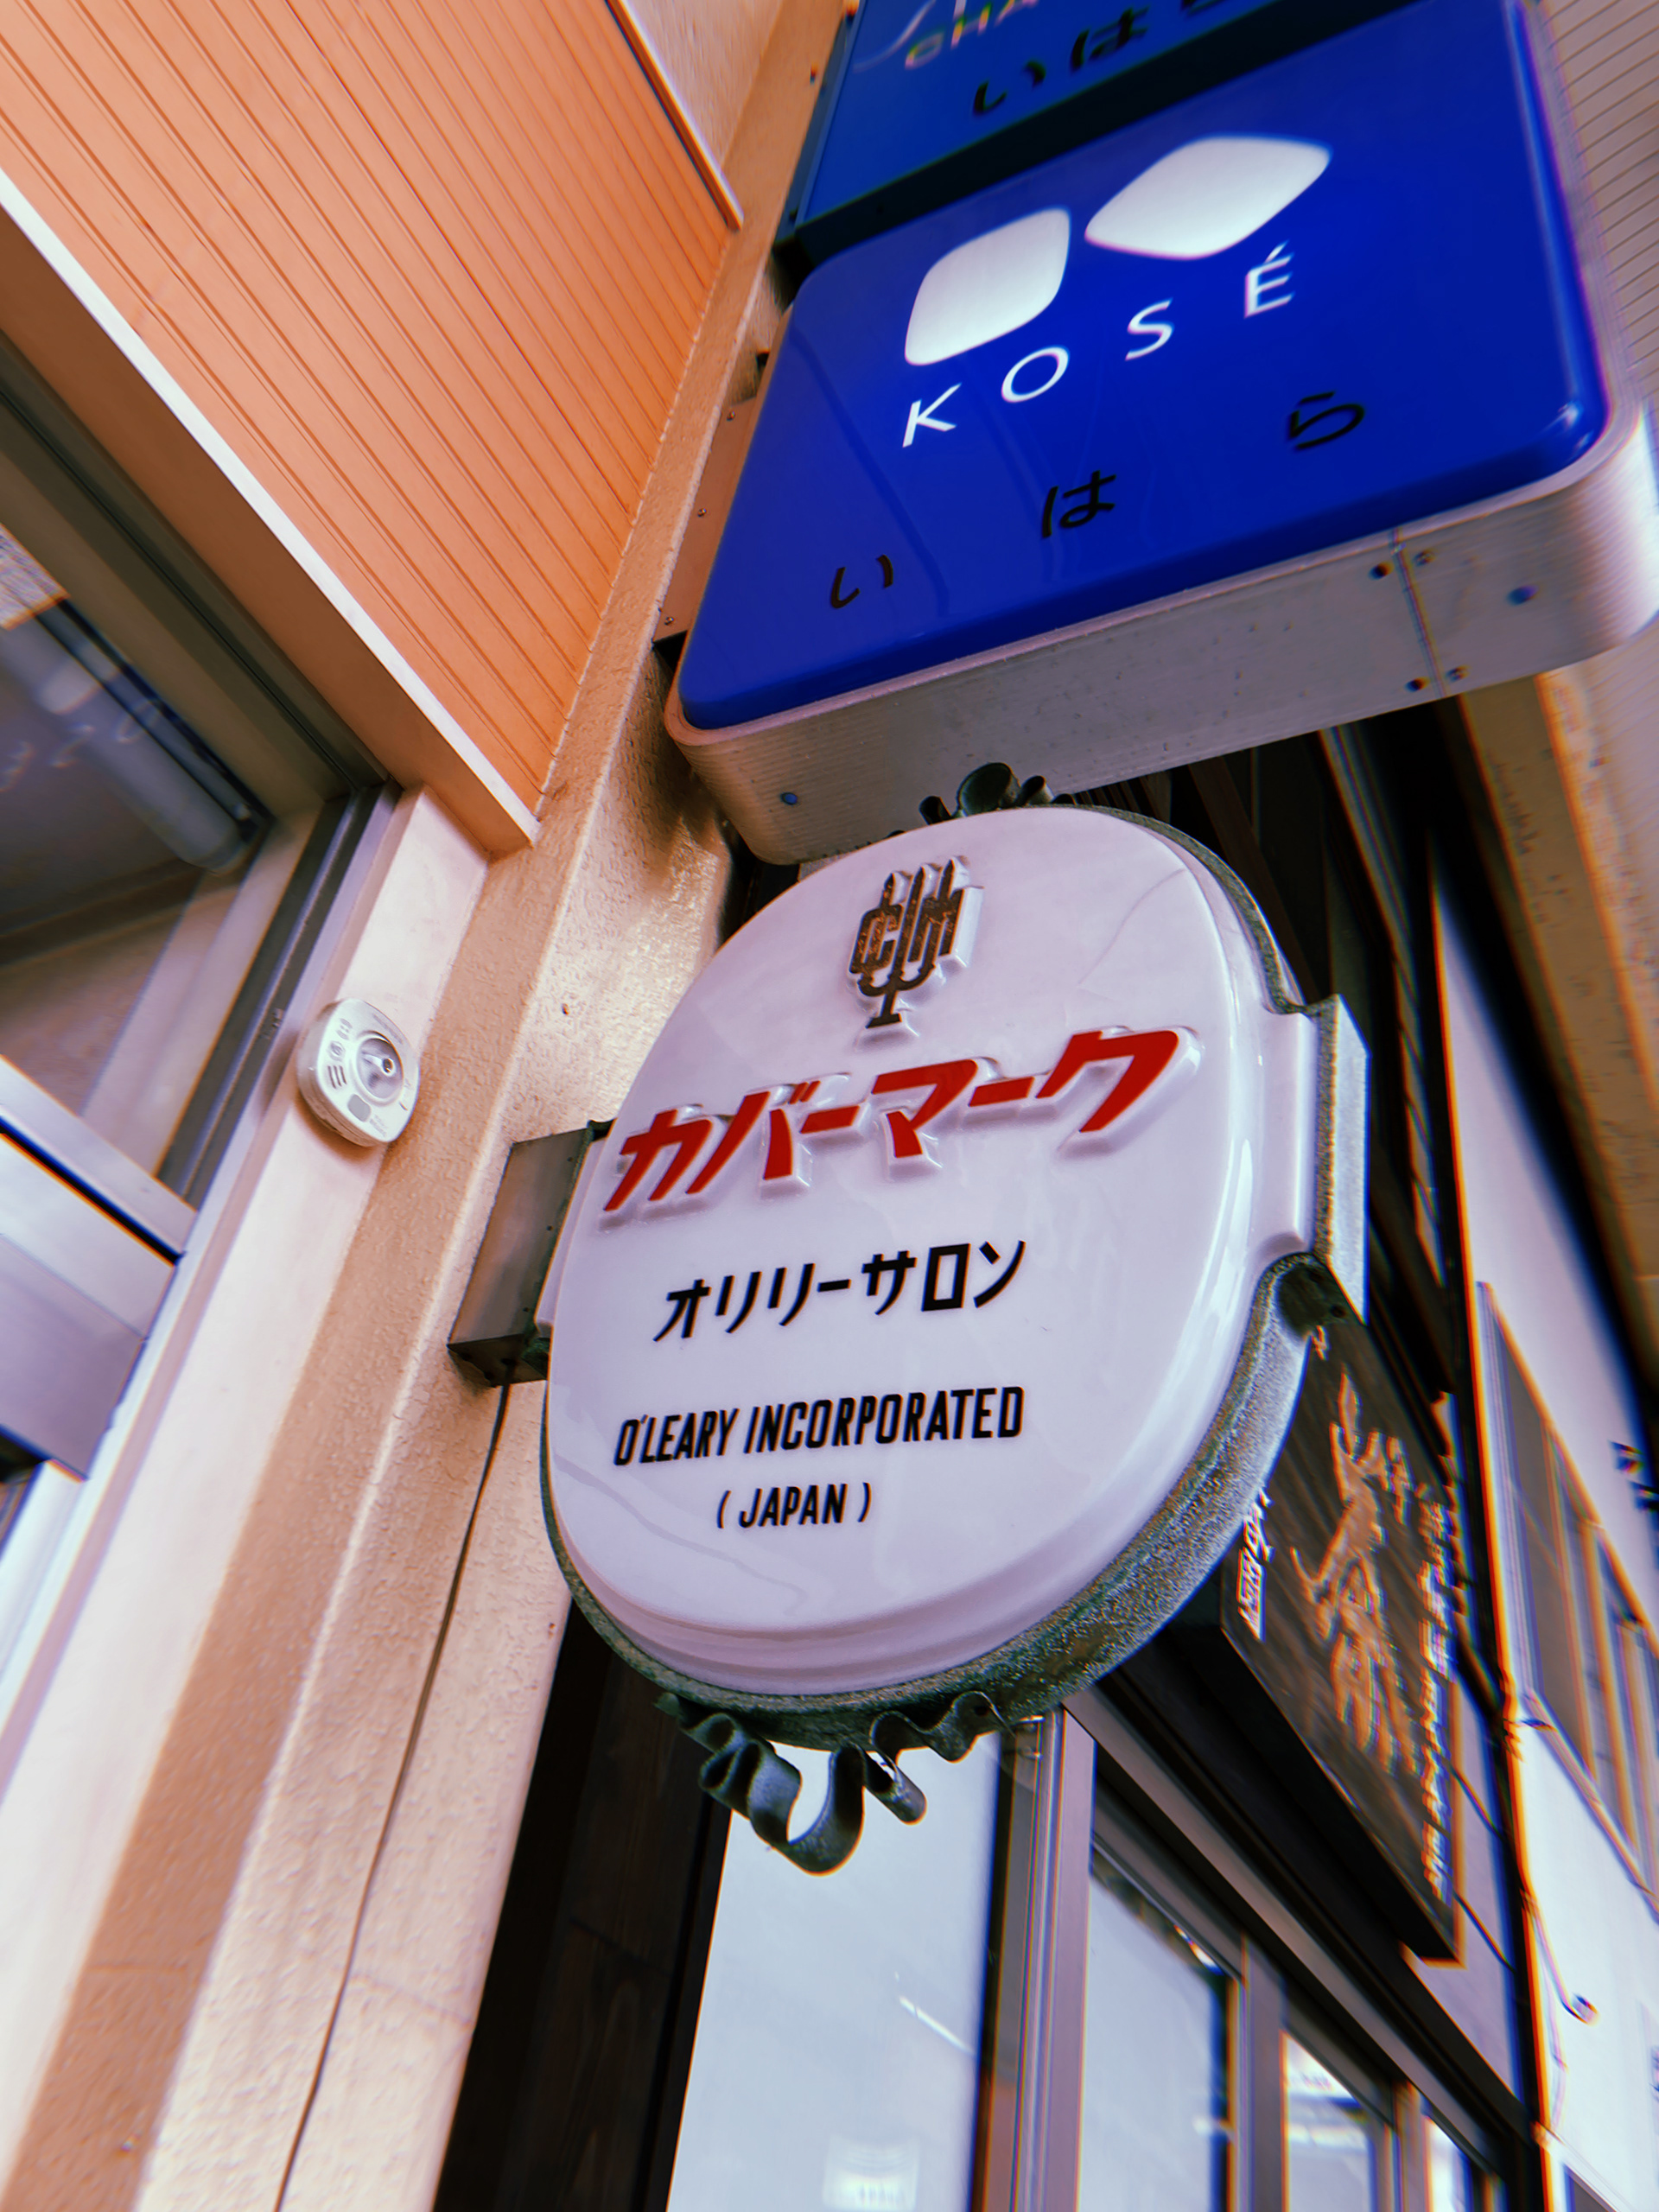 KOSÉ
いはら
CM
カバーマーク
オリリーサロン
O'LEARY INCORPORATED
( JAPAN )